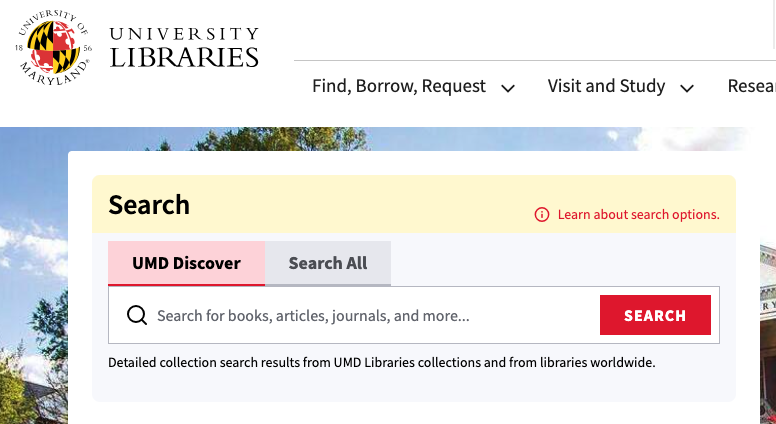 UNIVERSITY OF
18 56
MARYLAND
UNIVERSITY
LIBRARIES
Find, Borrow, Request
Visit and Study
Resea
Search
Learn about search options.
UMD Discover
Search All
Search for books, articles, journals, and more...
SEARCH
Detailed collection search results from UMD Libraries collections and from libraries worldwide.